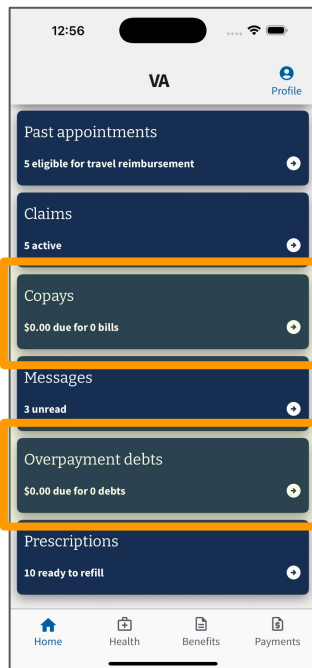 12:56
VA
Profile
Past appointments
5 eligible for travel reimbursement
Claims
5 active
Copays
$0.00 due for 0 bills
Messages
3 unread
Overpayment debts
$0.00 due for 0 debts
Prescriptions
10 ready to refill
Home Health Benefits Payments